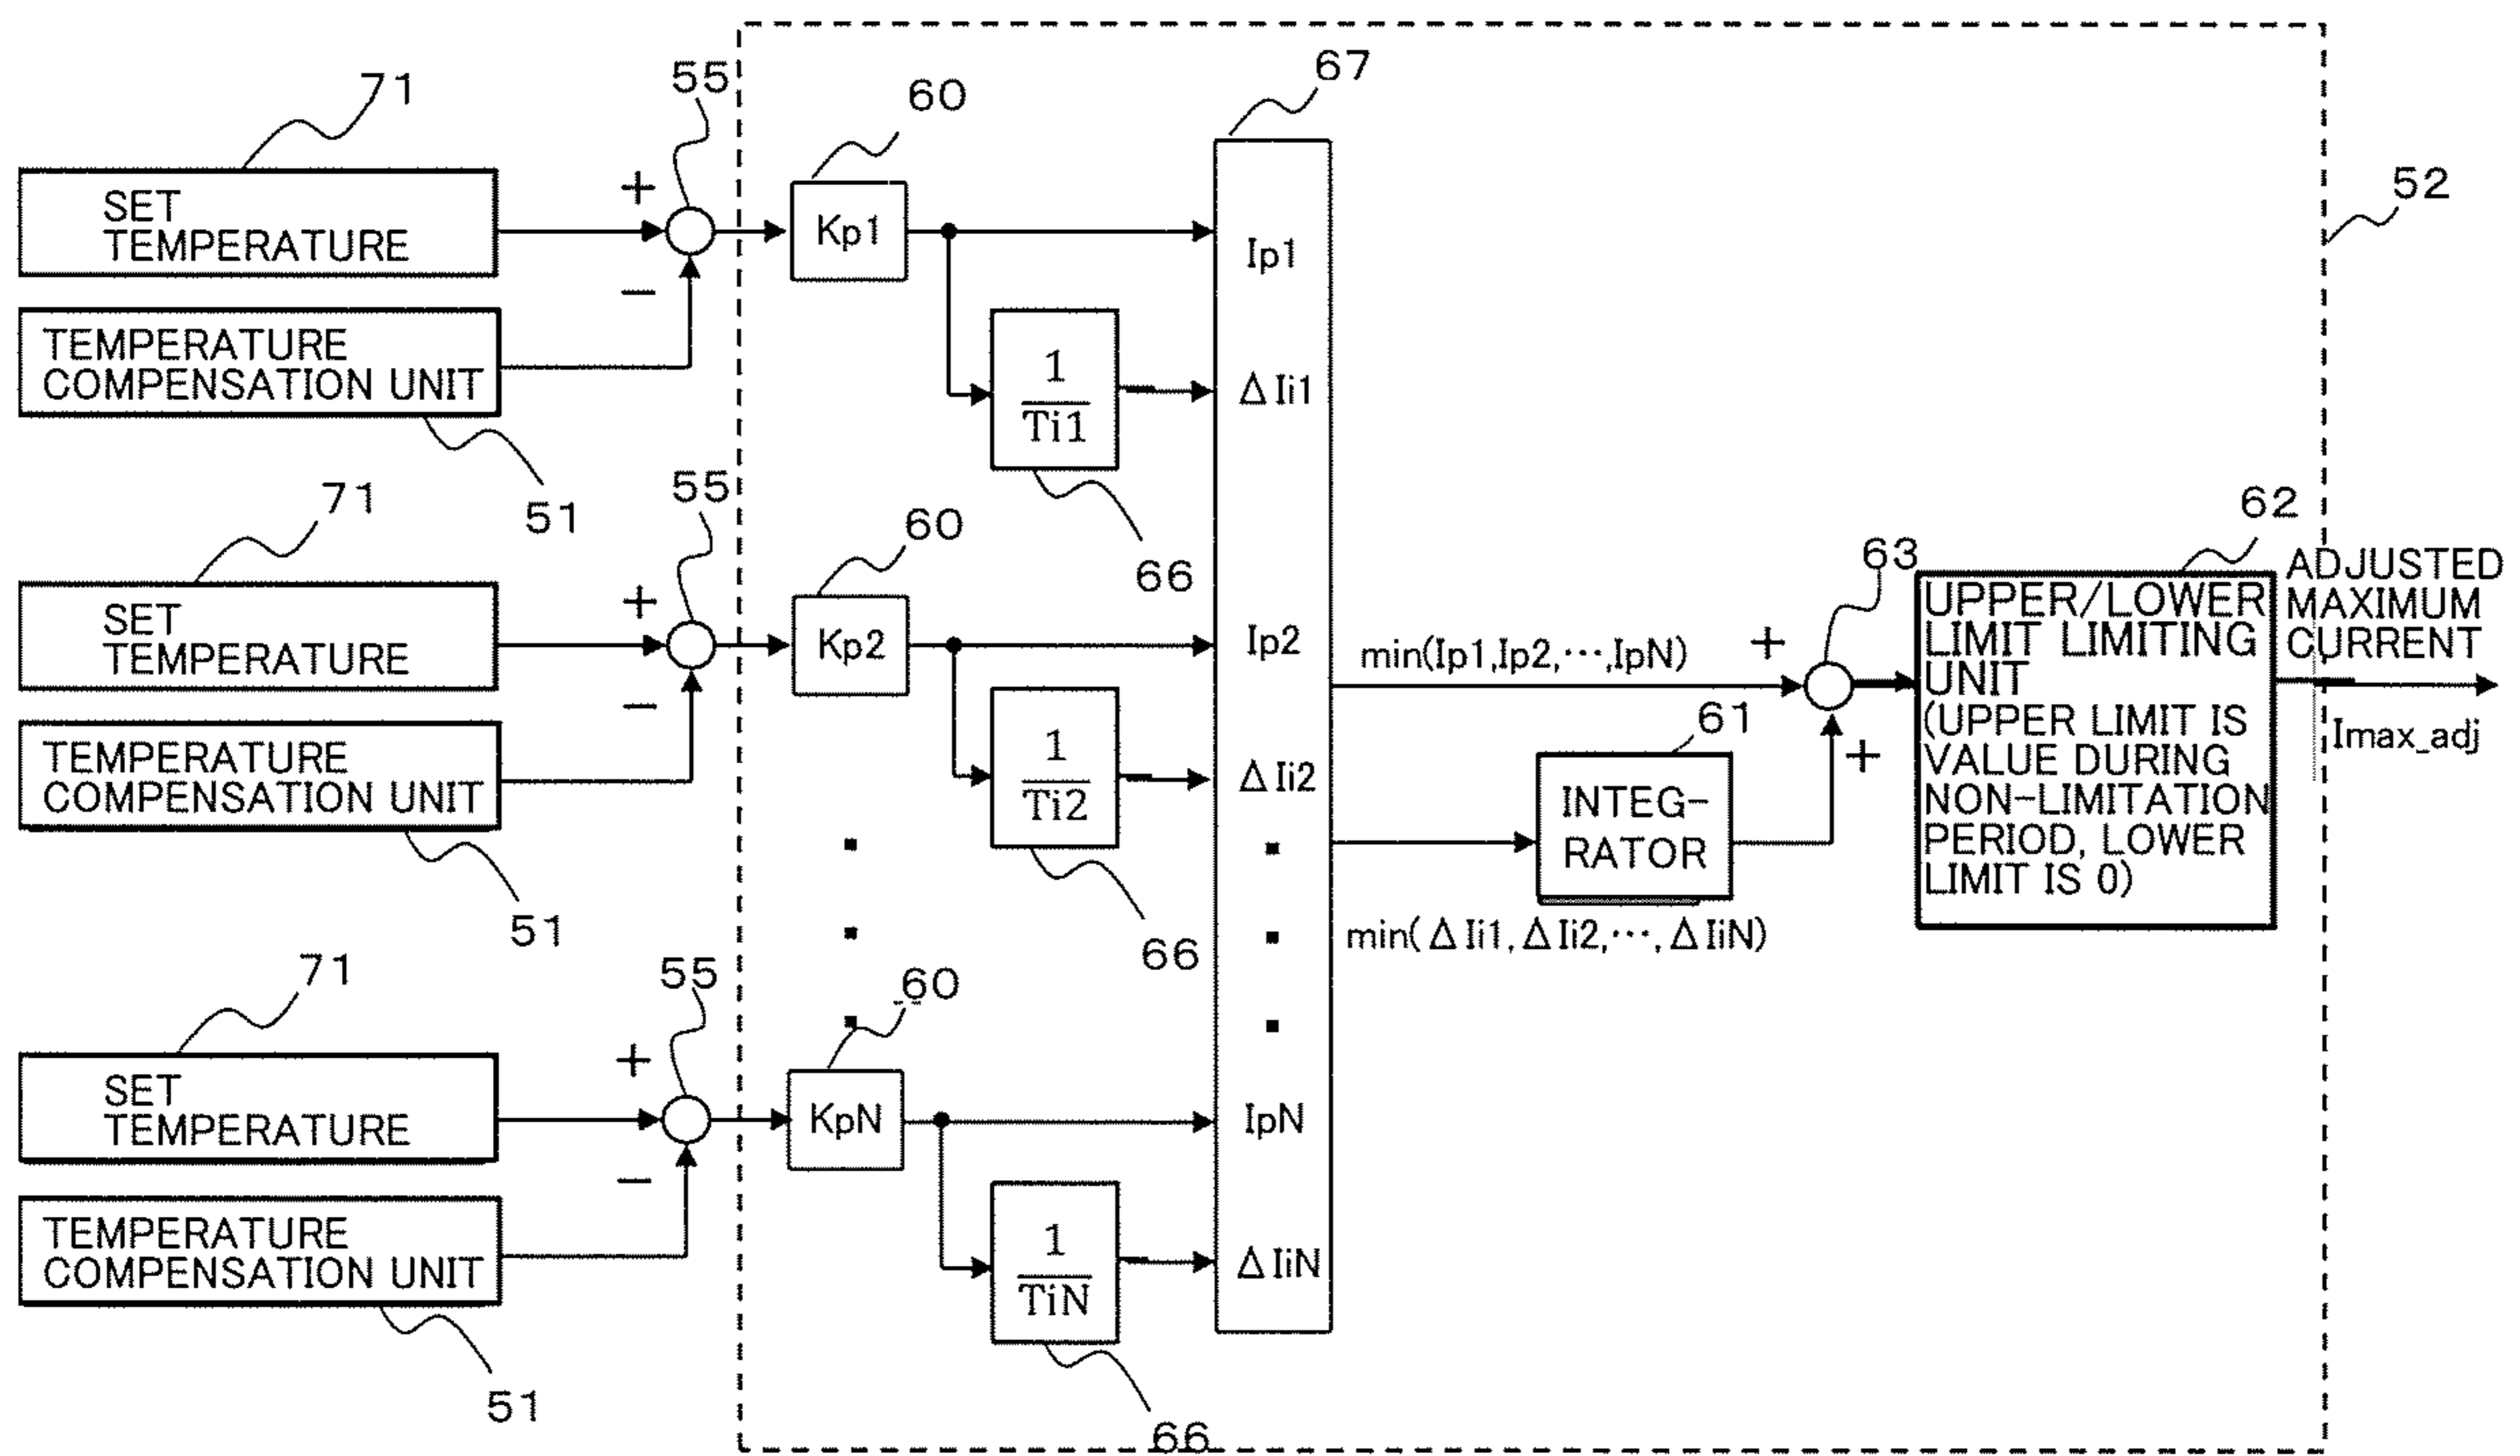 71
55
60
67
SET
TEMPERATURE
+
−
Kp1
Ip1
52
TEMPERATURE
COMPENSATION UNIT
1
Ti1
ΔIi1
51
66
71
55
60
SET
TEMPERATURE
+
−
Kp2
Ip2
TEMPERATURE
COMPENSATION UNIT
1
Ti2
ΔIi2
51
66
min(Ip1,Ip2,⋯,IpN)
+
63
+
61
INTEG-
RATOR
min(ΔIi1,ΔIi2,⋯,ΔIiN)
62
UPPER/LOWER
LIMIT LIMITING
UNIT
(UPPER LIMIT IS
VALUE DURING
NON-LIMITATION
PERIOD, LOWER
LIMIT IS 0)
ADJUSTED
MAXIMUM
CURRENT
Imax_adj
71
55
60
SET
TEMPERATURE
+
−
KpN
IpN
TEMPERATURE
COMPENSATION UNIT
1
TiN
ΔIiN
51
66